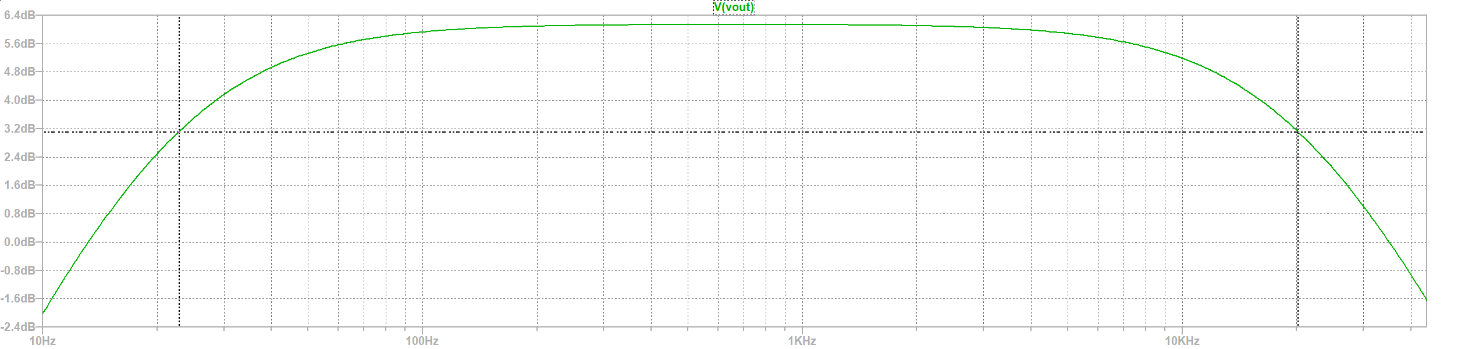 V(vout)
6.4dB
5.6dB
4.8dB
4.0dB
3.2dB
2.4dB
1.6dB
0.8dB
0.0dB
-0.8dB
-1.6dB
-2.4dB
10Hz 100Hz 1KHz 10KHz